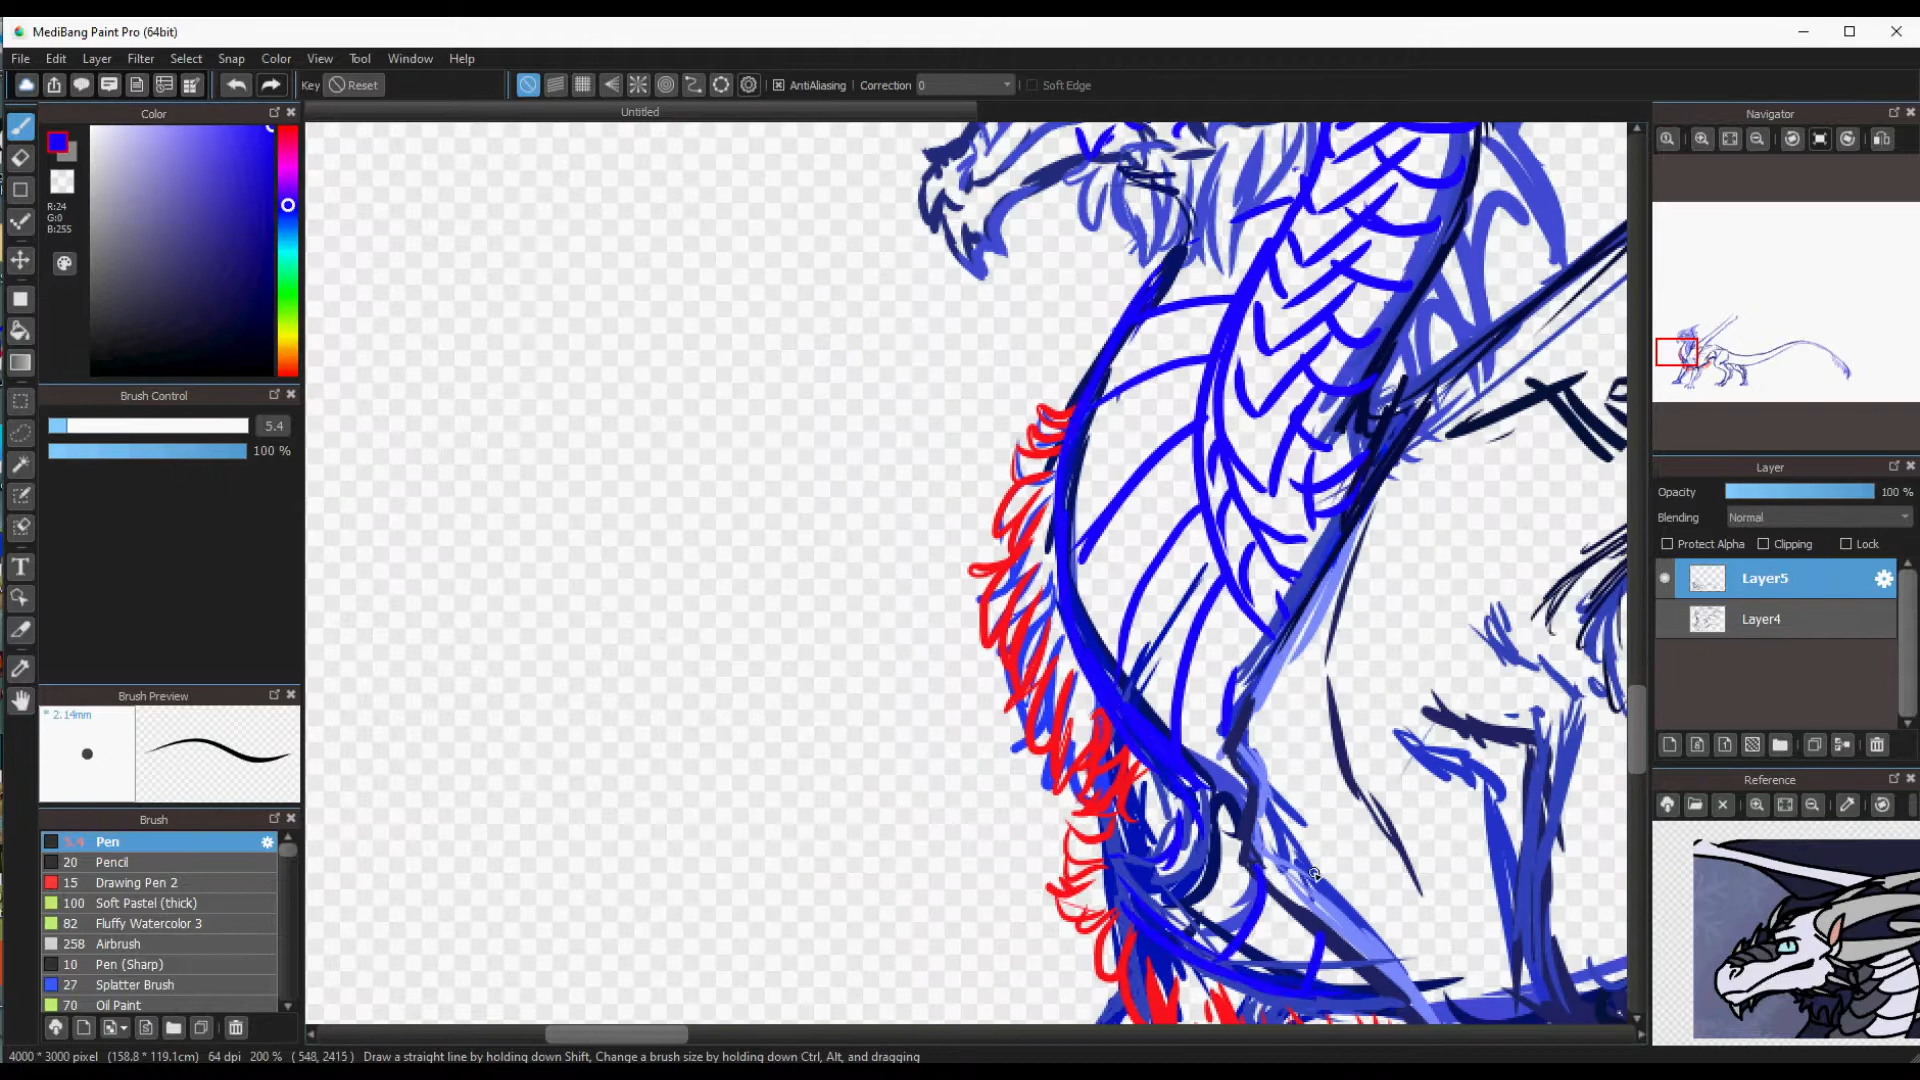 MediBang Paint Pro (64bit)
File Edit Layer Filter Select Snap Color View Tool Window Help
Key Reset AntiAliasing Correction 0 Soft Edge
Color
Untitled
Navigator
R:24
G:0
B:255
Brush Control
5.4
100 %
Layer
Opacity 100 %
Blending Normal
Protect Alpha Clipping Lock
Layer5
Layer4
Brush Preview
* 2.14mm
Reference
Brush
5.4 Pen
20 Pencil
15 Drawing Pen 2
100 Soft Pastel (thick)
82 Fluffy Watercolor 3
258 Airbrush
10 Pen (Sharp)
27 Splatter Brush
70 Oil Paint
4000 * 3000 pixel (158.8 * 119.1cm) 64 dpi 200 % ( 548, 2415 ) Draw a straight line by holding down Shift, Change a brush size by holding down Ctrl, Alt, and dragging